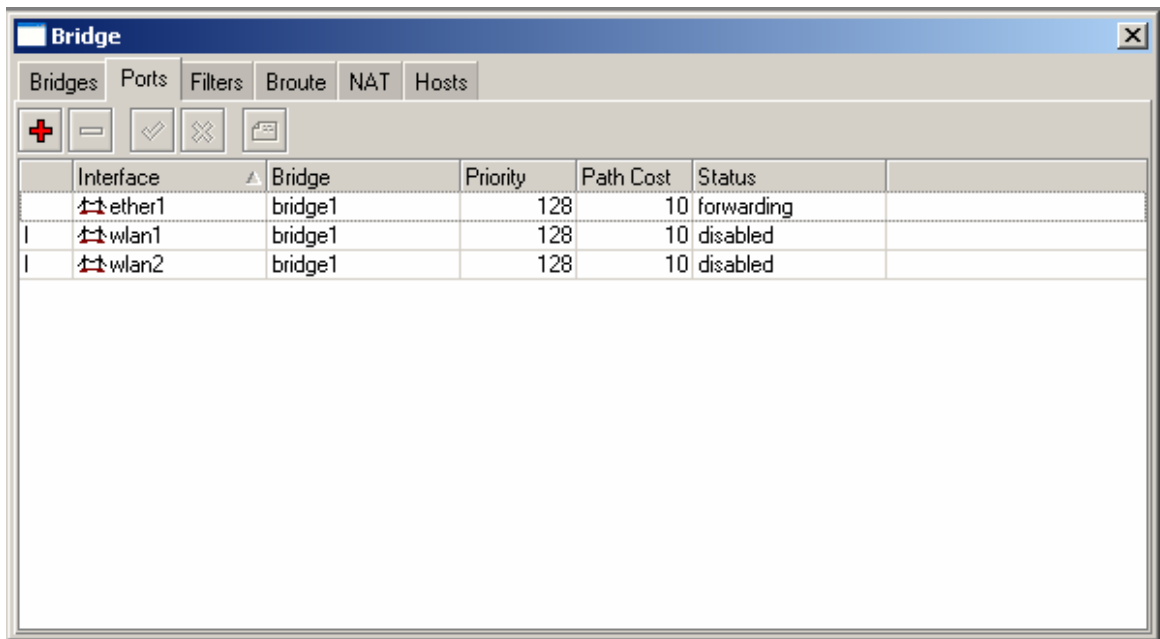 Bridge
Bridges Ports Filters Broute NAT Hosts
Interface Bridge Priority Path Cost Status
ether1 bridge1 128 10 forwarding
I wlan1 bridge1 128 10 disabled
I wlan2 bridge1 128 10 disabled